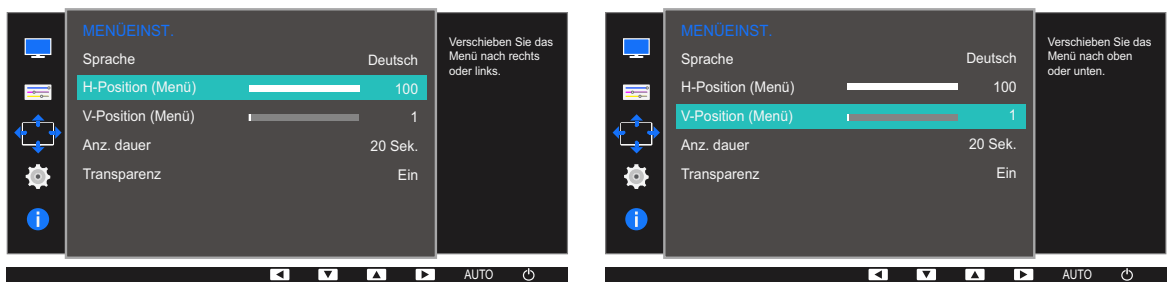 MENÜEINST.
Sprache Deutsch
H-Position (Menü) 100
V-Position (Menü) 1
Anz. dauer 20 Sek.
Transparenz Ein
Verschieben Sie das
Menü nach rechts
oder links.
AUTO
MENÜEINST.
Sprache Deutsch
H-Position (Menü) 100
V-Position (Menü) 1
Anz. dauer 20 Sek.
Transparenz Ein
Verschieben Sie das
Menü nach oben
oder unten.
AUTO